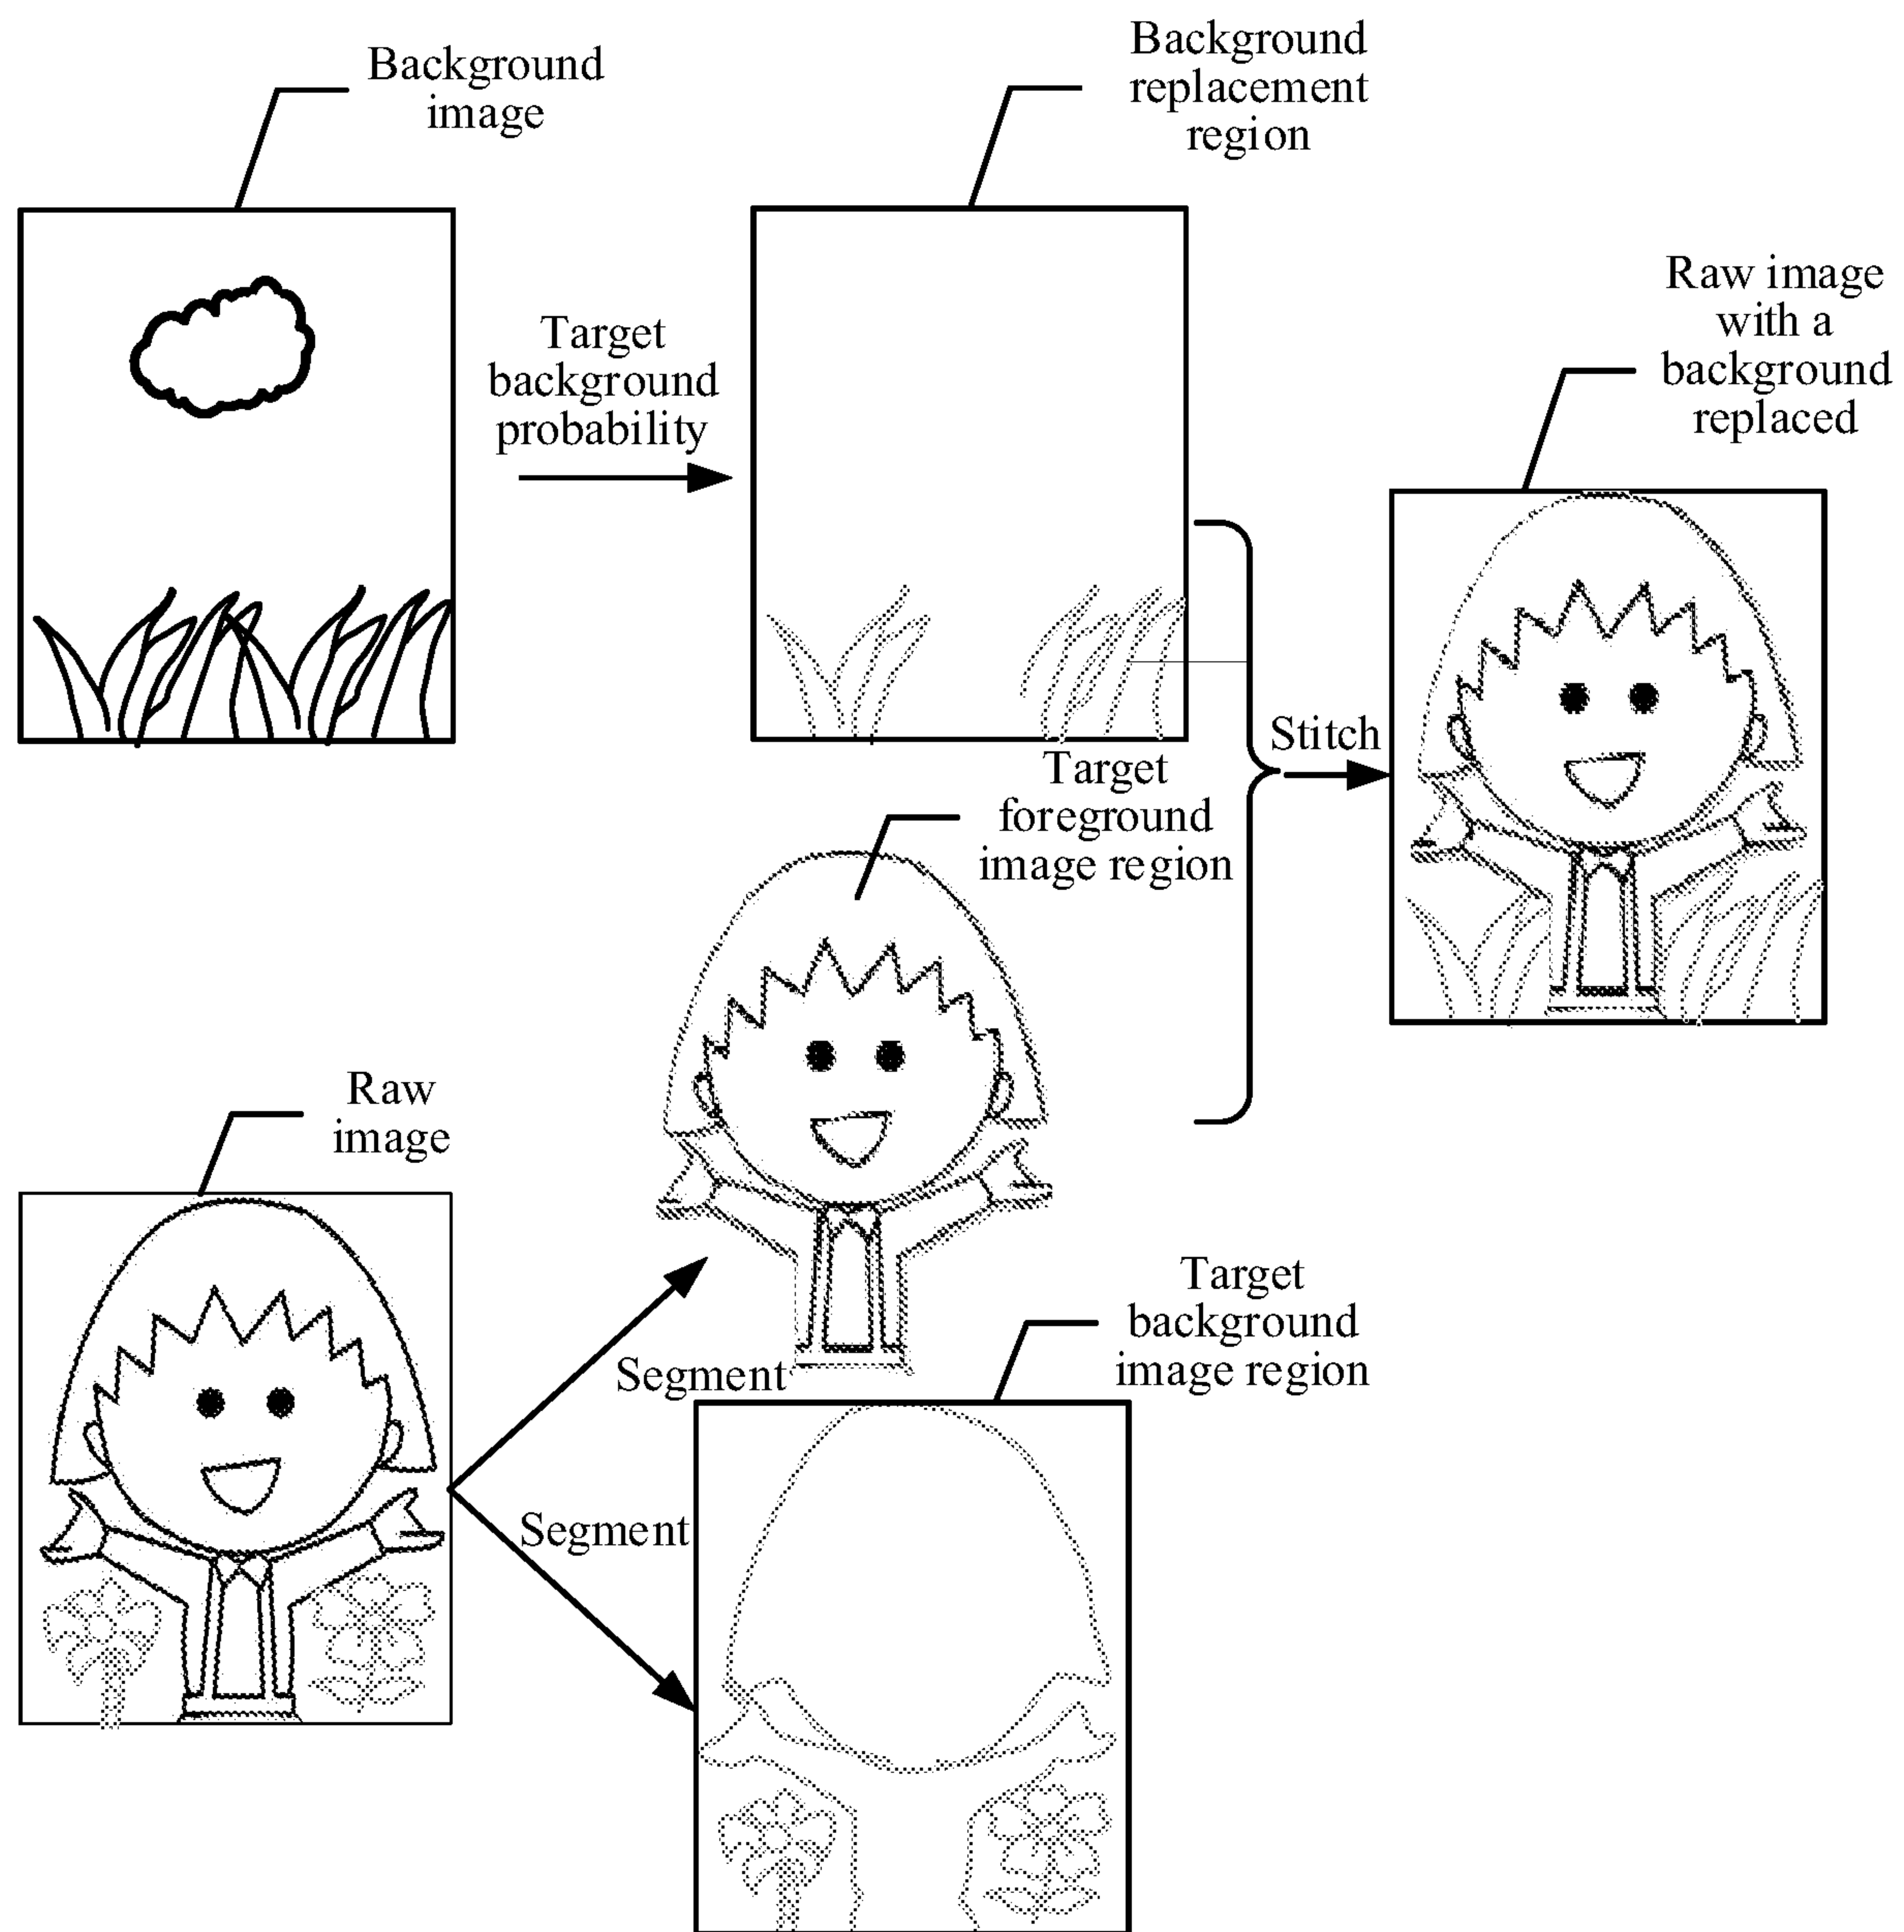 Background
image
Background
replacement
region
Target
background
probability
Raw image
with a
background
replaced
Stitch
Target
foreground
image region
Raw
image
Segment
Target
background
image region
Segment